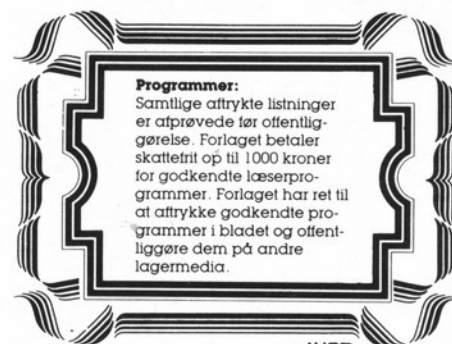 Programmer:
Samtlige aftrykte listninger
er afprøvede før offentlig-
gørelse. Forlaget betaler
skattefrit op til 1000 kroner
for godkendte læserpro-
grammer. Forlaget har ret til
at aftrykke godkendte pro-
grammer i bladet og offent-
liggøre dem på andre
lagermedia.